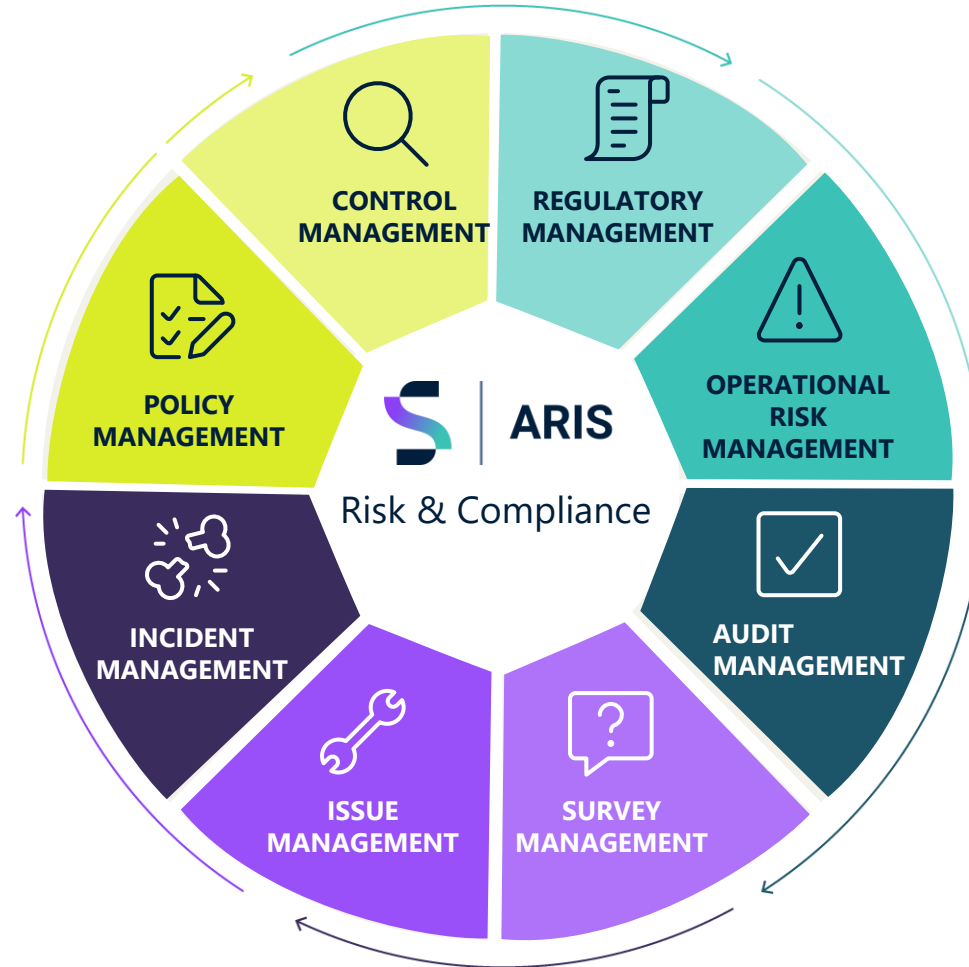 CONTROL
MANAGEMENT
REGULATORY
MANAGEMENT
OPERATIONAL
RISK
MANAGEMENT
AUDIT
MANAGEMENT
SURVEY
MANAGEMENT
ISSUE
MANAGEMENT
INCIDENT
MANAGEMENT
POLICY
MANAGEMENT
ARIS
Risk & Compliance